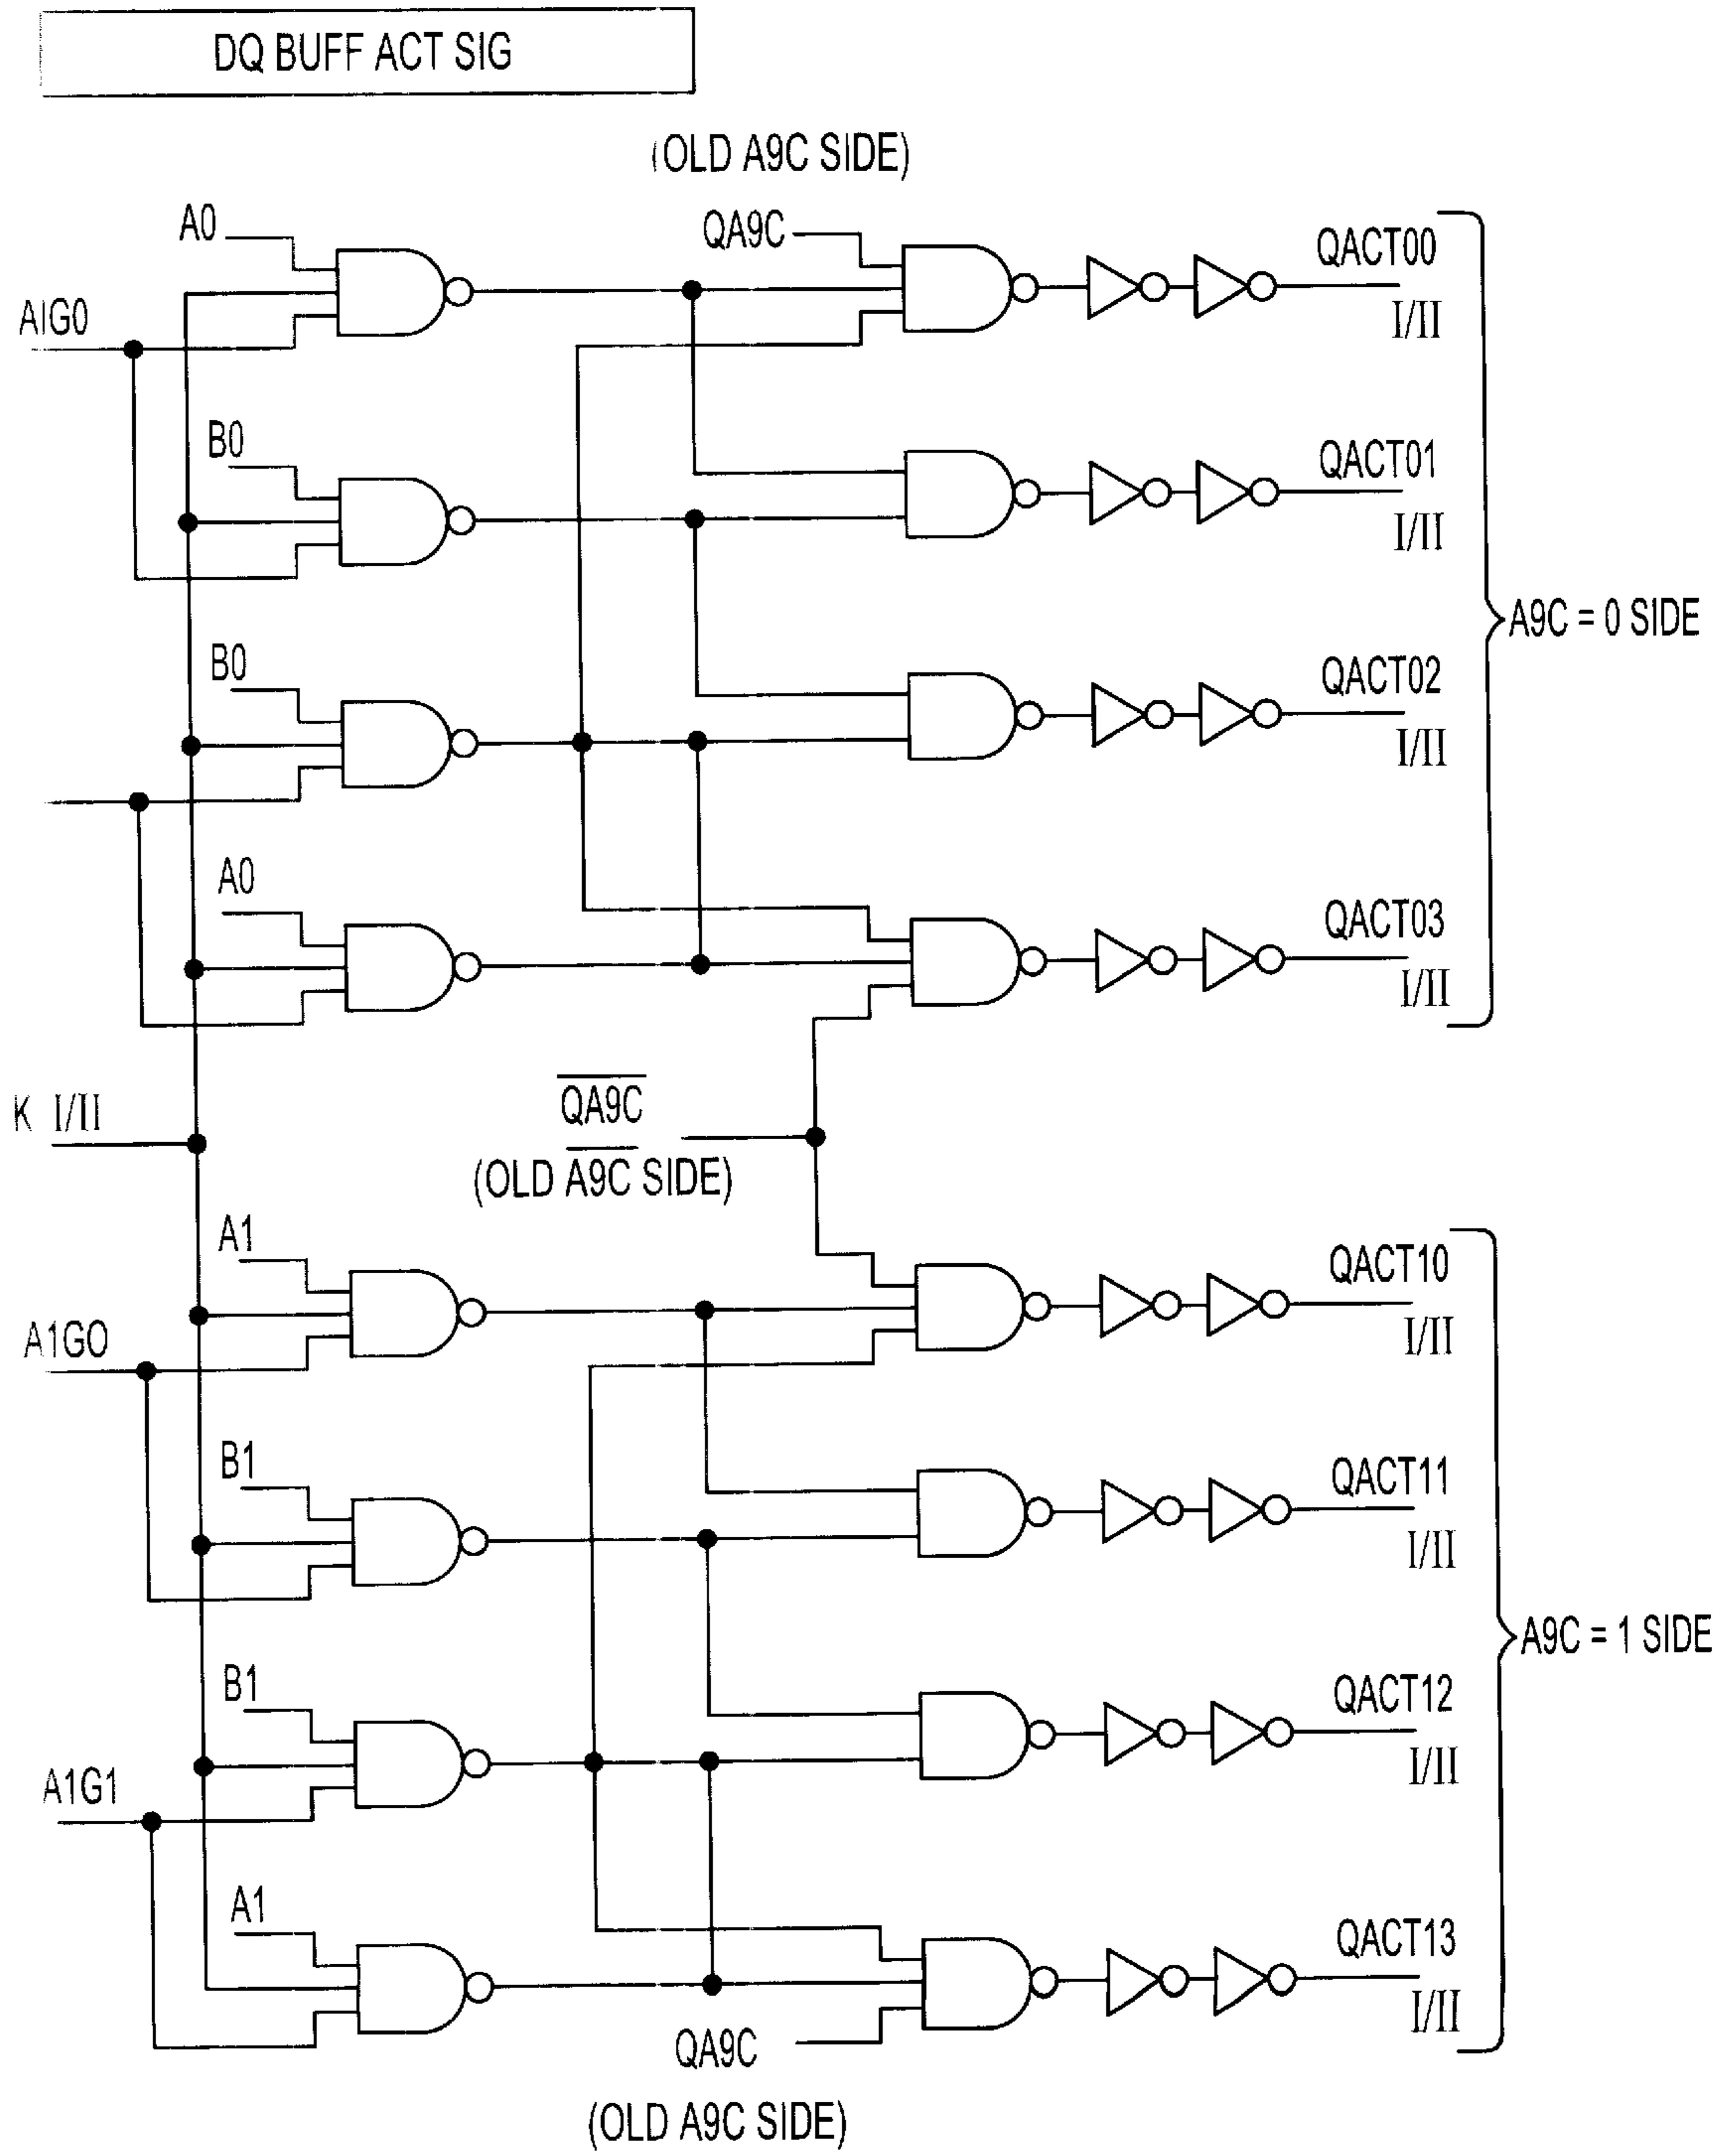 DQ BUFF ACT SIG
(OLD A9C SIDE)
A0
QA9C
QACT00
I/II
AIG0
B0
QACT01
I/II
A9C = 0 SIDE
B0
QACT02
I/II
A0
QACT03
I/II
K I/II
QA9C
(OLD A9C SIDE)
A1
QACT10
I/II
A1GO
B1
QACT11
I/II
A9C = 1 SIDE
B1
QACT12
I/II
A1G1
A1
QACT13
I/II
QA9C
(OLD A9C SIDE)